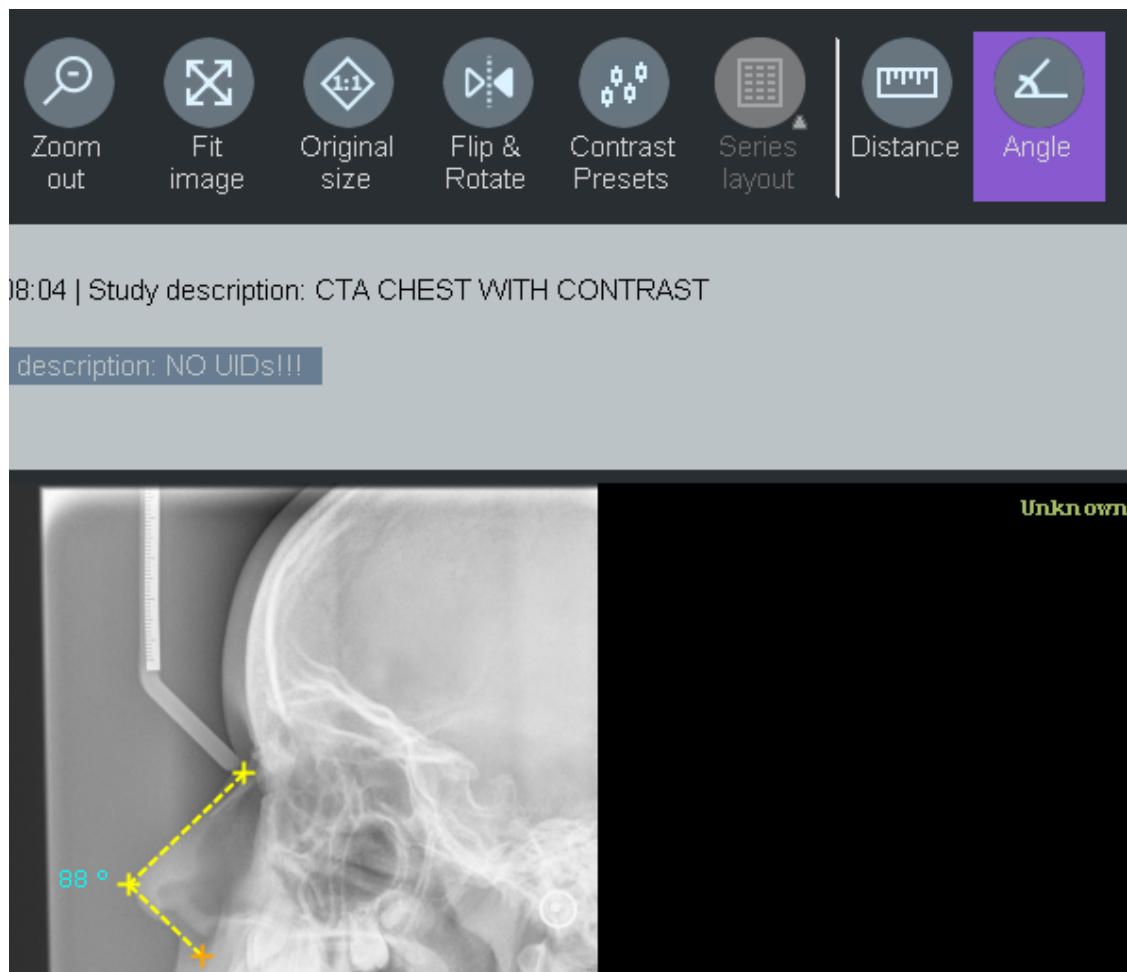 Zoom out
Fit image
1:1
Original size
Flip & Rotate
Contrast Presets
Series layout
Distance
Angle
08:04 | Study description: CTA CHEST WITH CONTRAST
description: NO UIDs!!!
Unknown
88 °